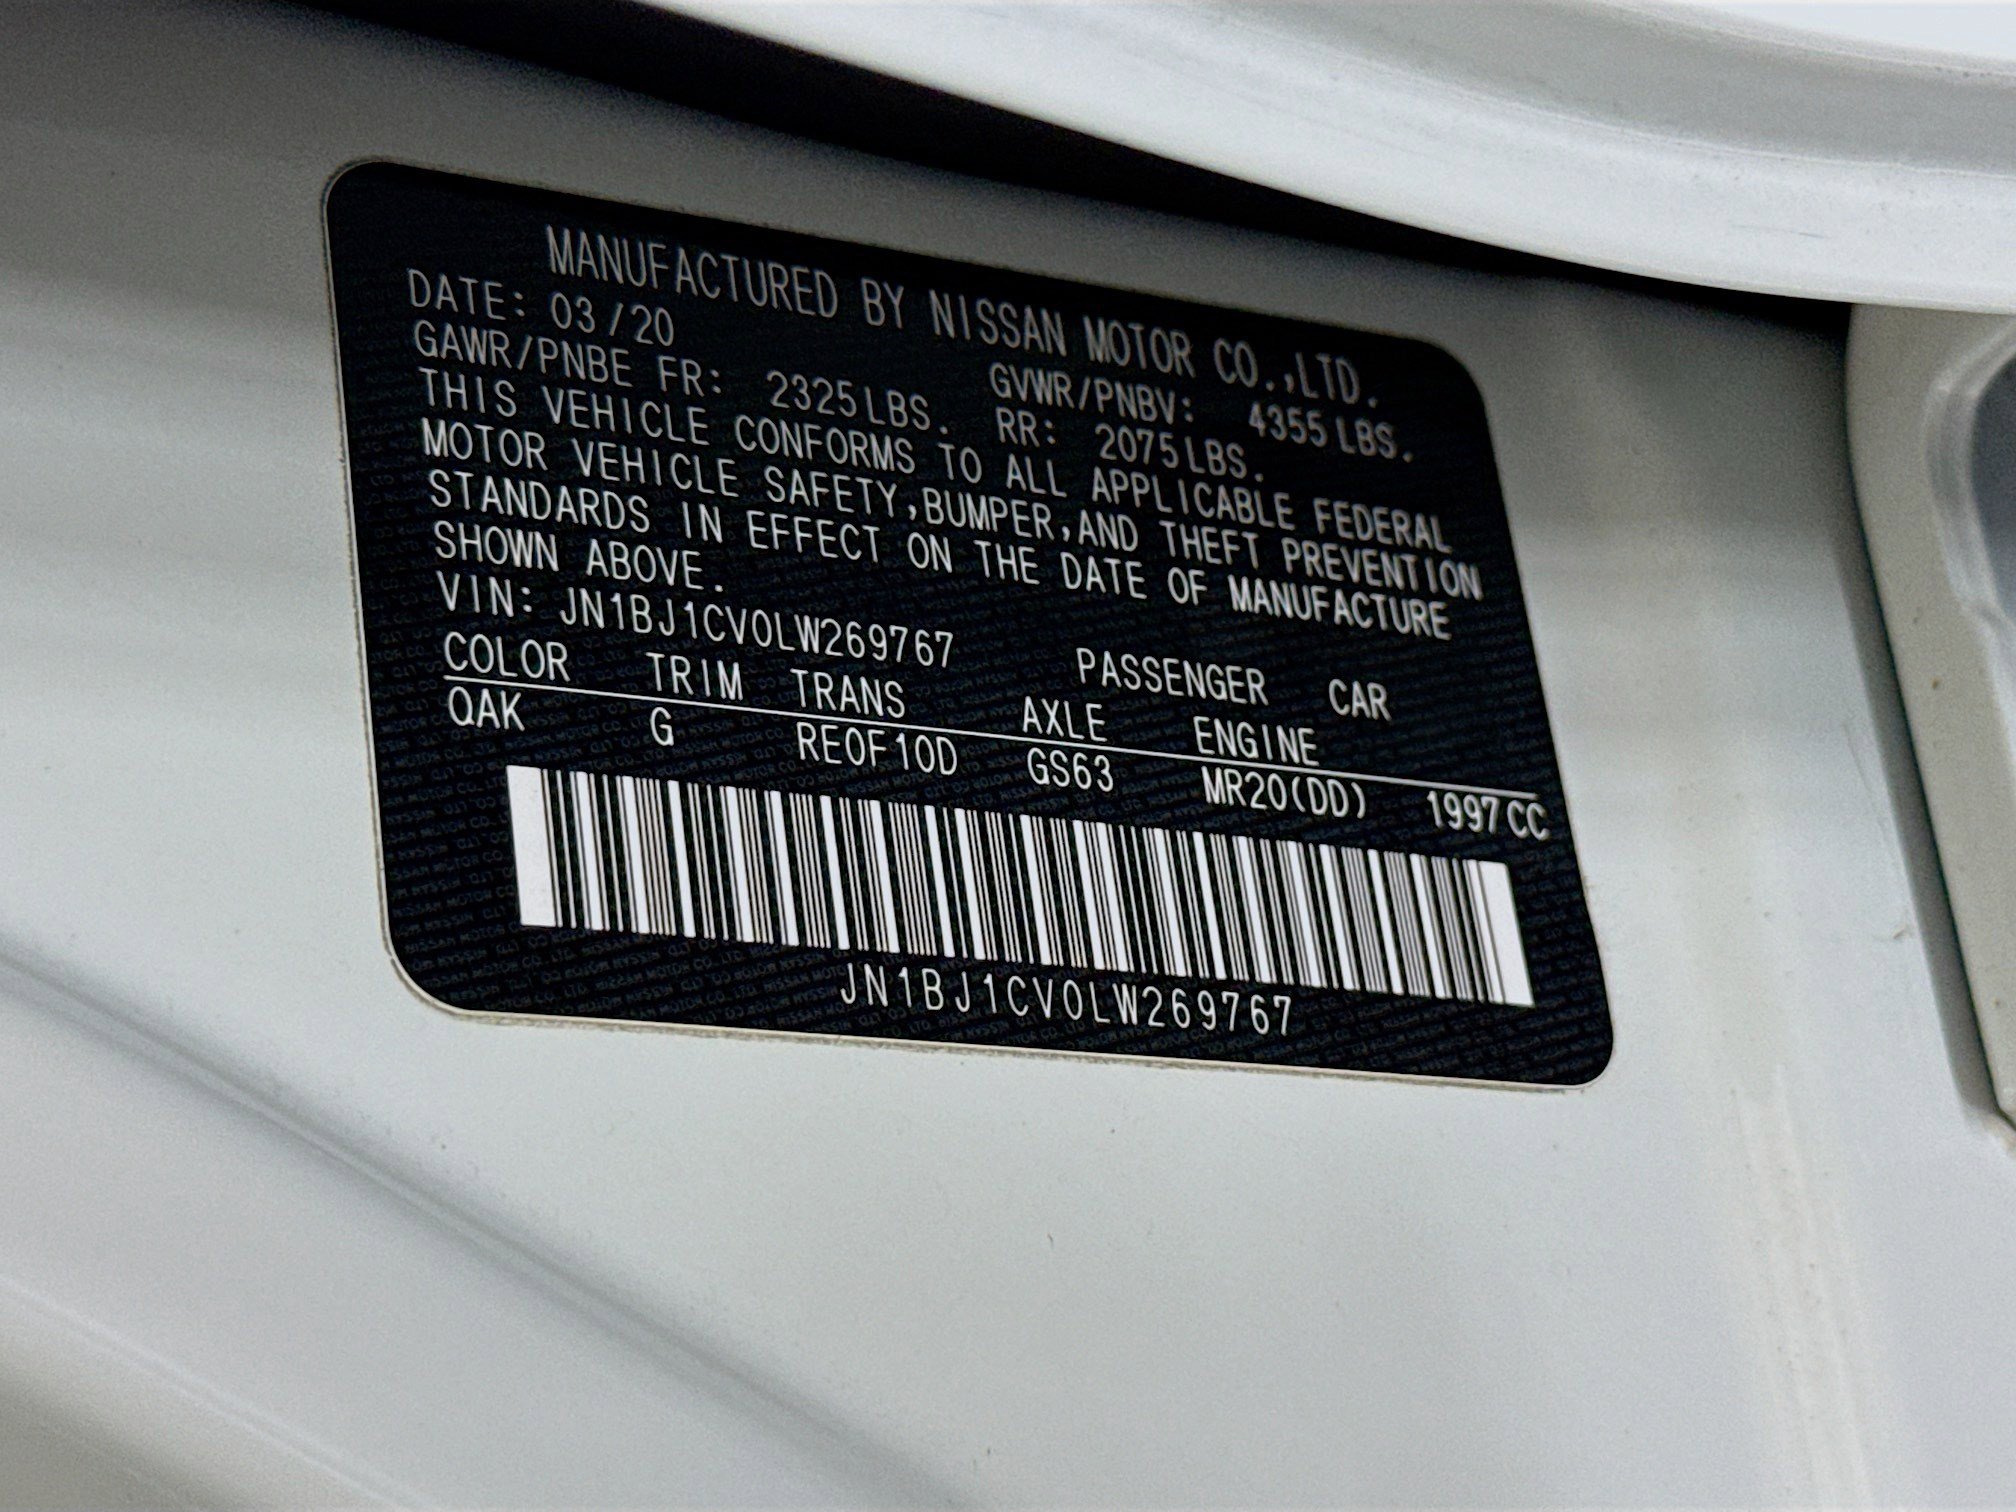 MANUFACTURED BY NISSAN MOTOR CO.,LTD.
DATE: 03/20 GVWR/PNBV: 4355LBS.
GAWR/PNBE FR: 2325LBS. RR: 2075LBS.
THIS VEHICLE CONFORMS TO ALL APPLICABLE FEDERAL
MOTOR VEHICLE SAFETY,BUMPER,AND THEFT PREVENTION
STANDARDS IN EFFECT ON THE DATE OF MANUFACTURE
SHOWN ABOVE.
VIN: JN1BJ1CV0LW269767 PASSENGER CAR
COLOR TRIM TRANS AXLE ENGINE
QAK G RE0F10D GS63 MR20(DD) 1997CC
JN1BJ1CV0LW269767